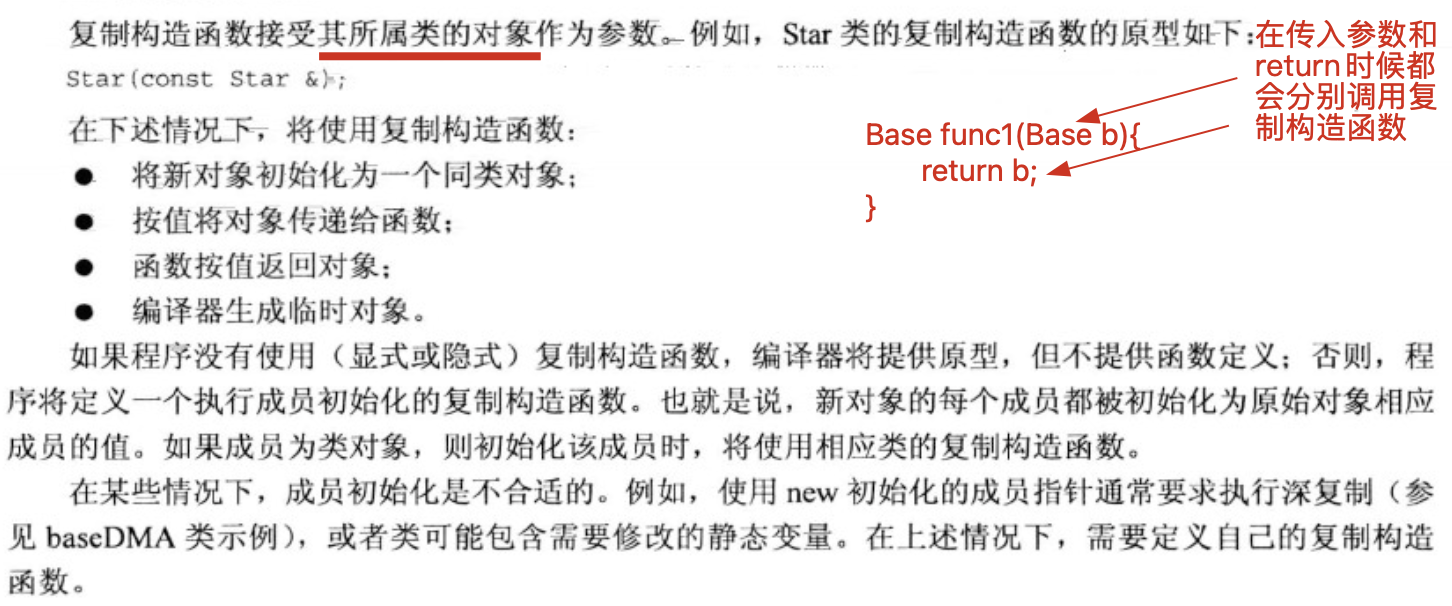 复制构造函数接受其所属类的对象作为参数。例如，Star 类的复制构造函数的原型如下：
Star(const Star &);
在下述情况下，将使用复制构造函数：
● 将新对象初始化为一个同类对象；
● 按值将对象传递给函数；
● 函数按值返回对象；
● 编译器生成临时对象。
在传入参数和
return时候都
会分别调用复
制构造函数
Base func1(Base b){
return b;
}
如果程序没有使用（显式或隐式）复制构造函数，编译器将提供原型，但不提供函数定义；否则，程
序将定义一个执行成员初始化的复制构造函数。也就是说，新对象的每个成员都被初始化为原始对象相应
成员的值。如果成员为类对象，则初始化该成员时，将使用相应类的复制构造函数。
在某些情况下，成员初始化是不合适的。例如，使用 new 初始化的成员指针通常要求执行深复制（参
见 baseDMA 类示例），或者类可能包含需要修改的静态变量。在上述情况下，需要定义自己的复制构造
函数。